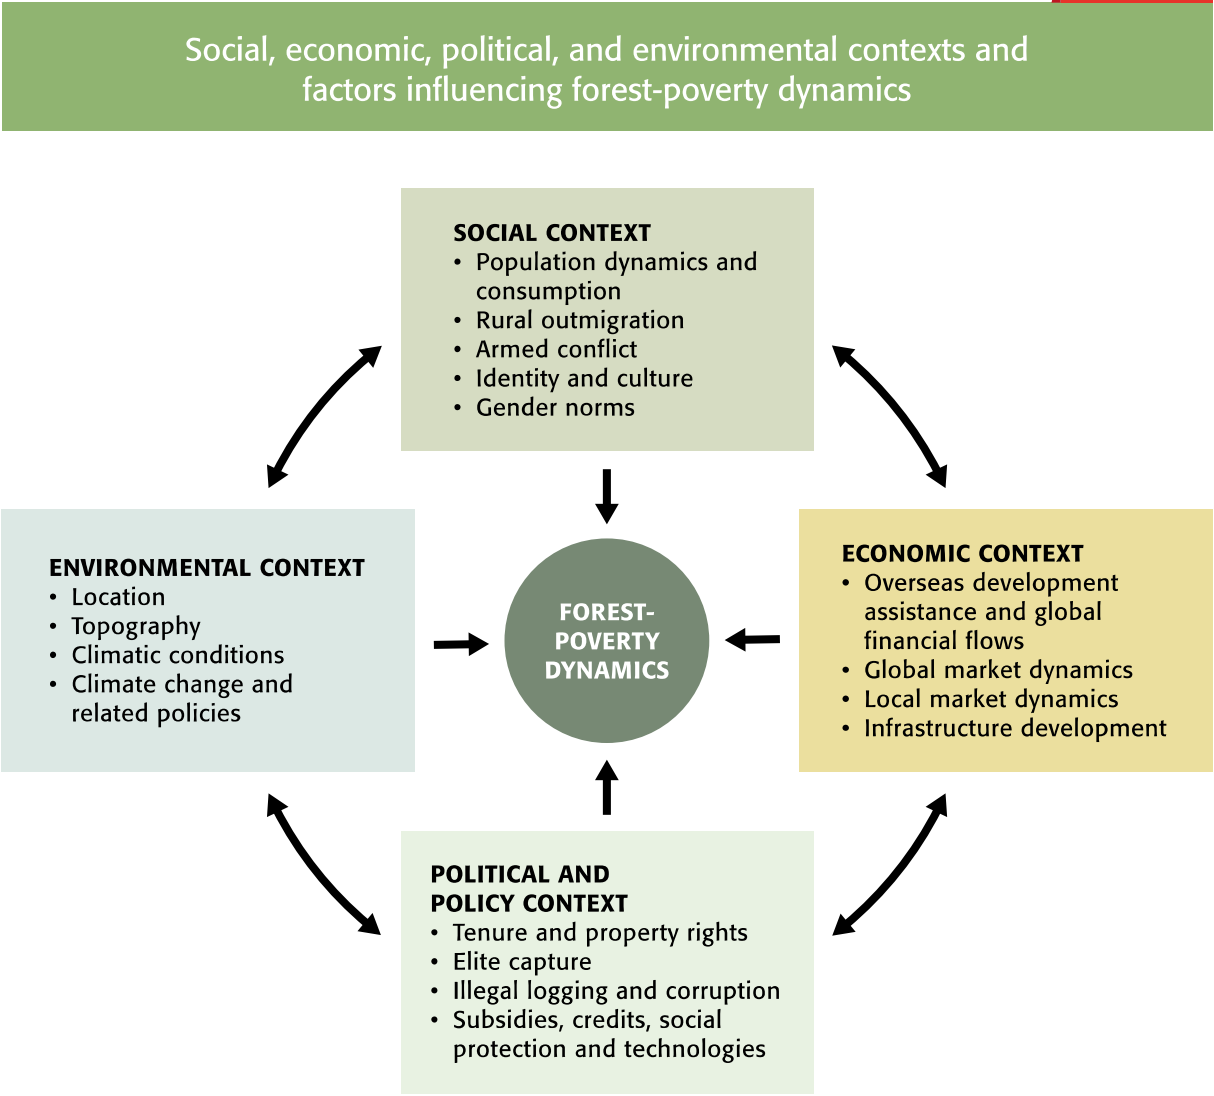 Social, economic, political, and environmental contexts and
factors influencing forest-poverty dynamics
SOCIAL CONTEXT
• Population dynamics and
consumption
• Rural outmigration
• Armed conflict
• Identity and culture
• Gender norms
ENVIRONMENTAL CONTEXT
• Location
• Topography
• Climatic conditions
• Climate change and
related policies
FOREST-
POVERTY
DYNAMICS
ECONOMIC CONTEXT
• Overseas development
assistance and global
financial flows
• Global market dynamics
• Local market dynamics
• Infrastructure development
POLITICAL AND
POLICY CONTEXT
• Tenure and property rights
• Elite capture
• Illegal logging and corruption
• Subsidies, credits, social
protection and technologies